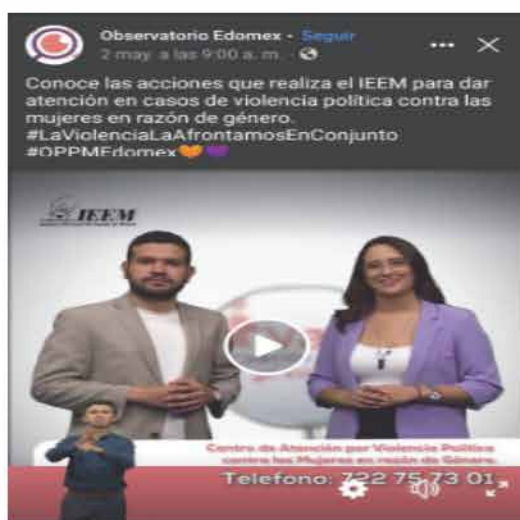 Observatorio Edomex · Seguir
2 may. a las 9:00 a. m. ·
Conoce las acciones que realiza el IEEM para dar
atención en casos de violencia política contra las
mujeres en razón de género.
#LaViolenciaLaAfrontamosEnConjunto
#OPPMEdomex🧡💜
IEEM
Centro de Atención por Violencia Política
contra las Mujeres en razón de Género.
Telefono: 722 75 73 01